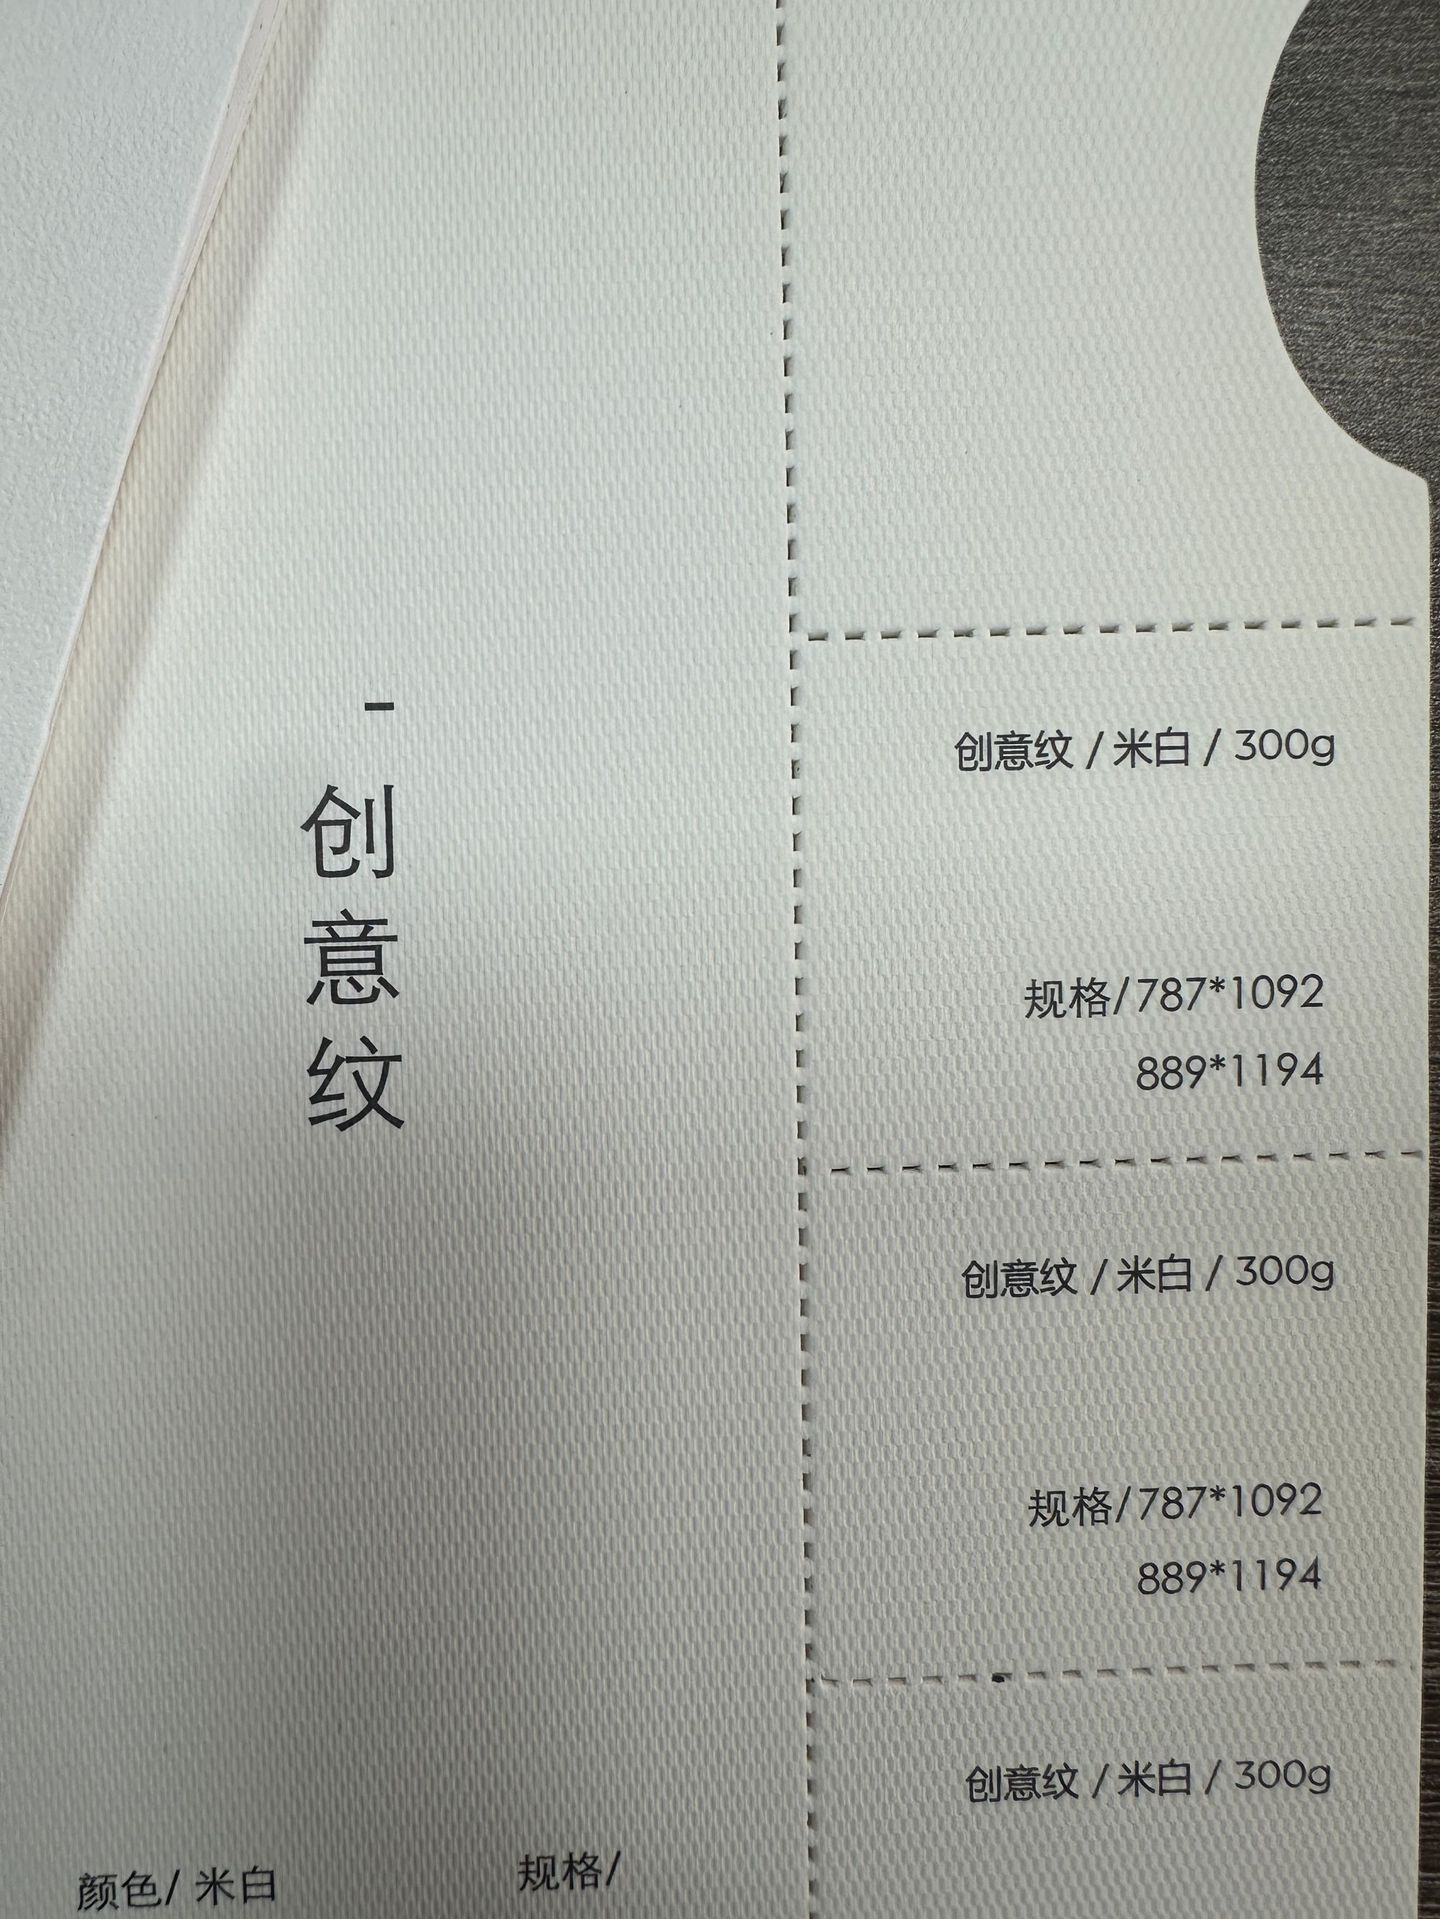 -
创意纹
创意纹 / 米白 / 300g
规格/787*1092
889*1194
创意纹 / 米白 / 300g
规格/787*1092
889*1194
创意纹 / 米白 / 300g
颜色/ 米白
规格/